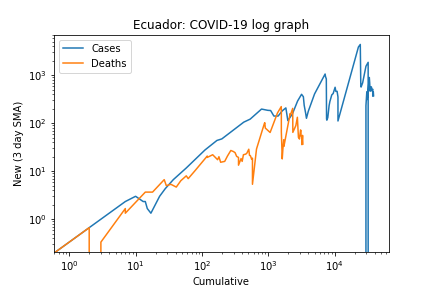 Ecuador: COVID-19 log graph
Cases
Deaths
New (3 day SMA)
10³
10²
10¹
10⁰
10⁰ 10¹ 10² 10³ 10⁴
Cumulative